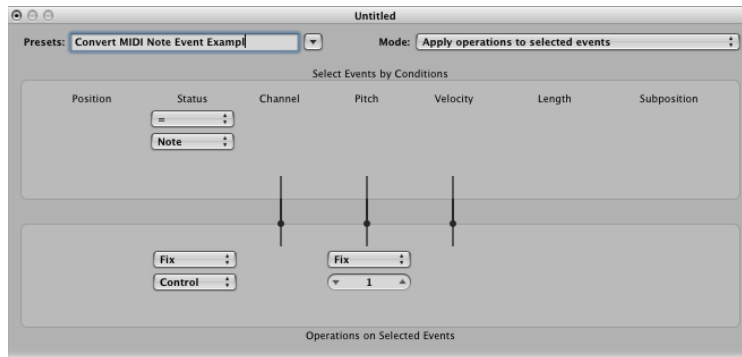 Untitled
Presets: Convert MIDI Note Event Exampl Mode: Apply operations to selected events
Select Events by Conditions
Position Status Channel Pitch Velocity Length Subposition
=
Note
Fix Fix
Control 1
Operations on Selected Events